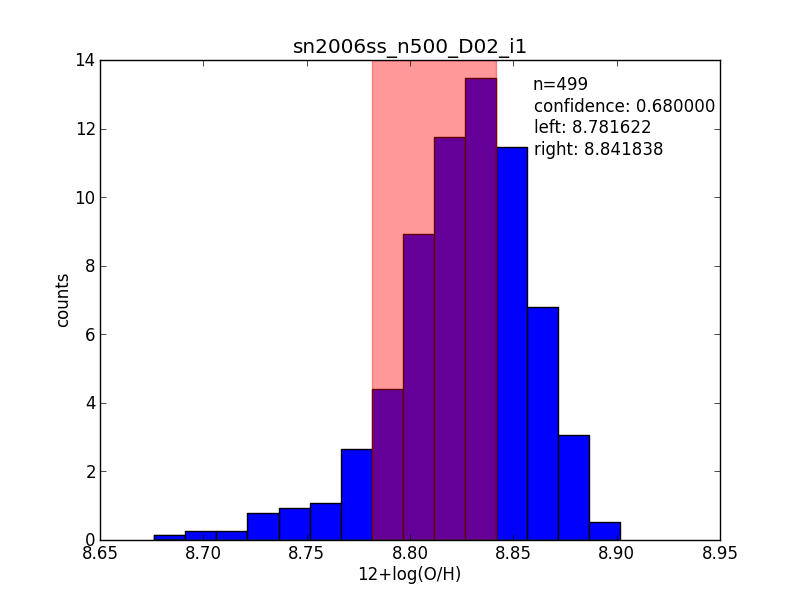 sn2006ss_n500_D02_i1
14
12
10
8
6
4
2
0
counts
n=499
confidence: 0.680000
left: 8.781622
right: 8.841838
8.65 8.70 8.75 8.80 8.85 8.90 8.95
12+log(O/H)